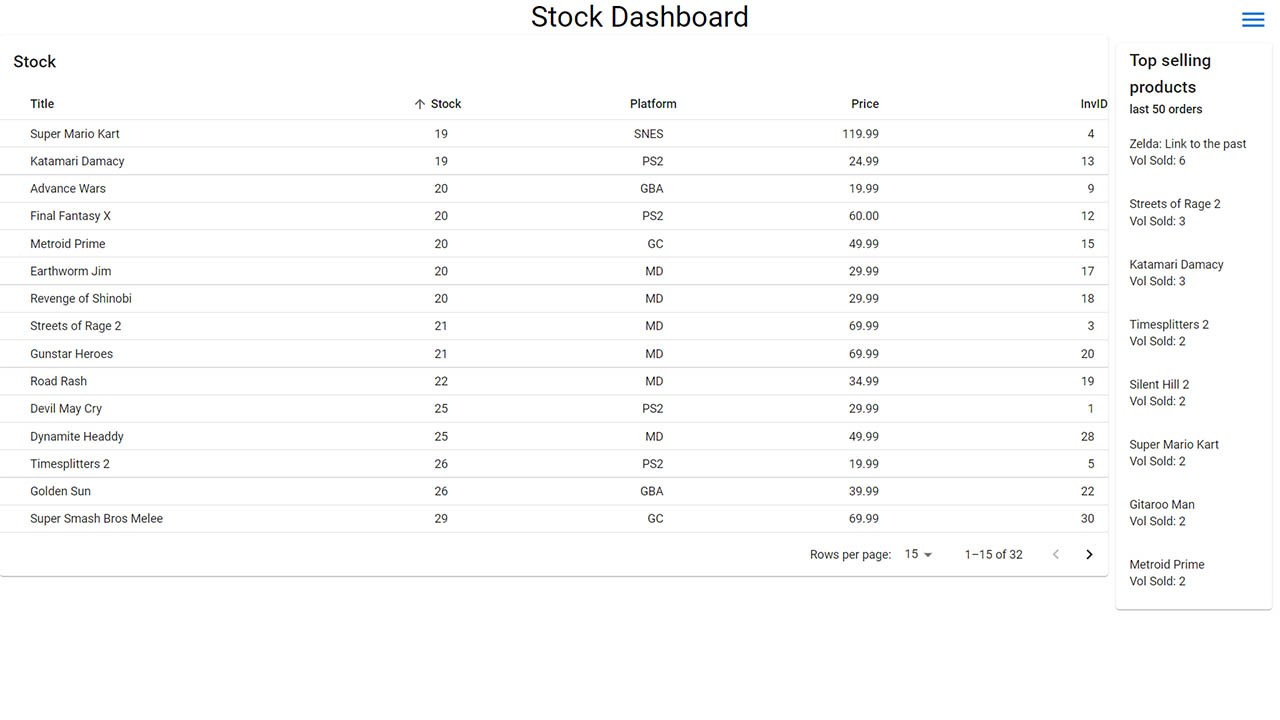 Stock Dashboard
Stock
Title Stock Platform Price InvID
Super Mario Kart 19 SNES 119.99 4
Katamari Damacy 19 PS2 24.99 13
Advance Wars 20 GBA 19.99 9
Final Fantasy X 20 PS2 60.00 12
Metroid Prime 20 GC 49.99 15
Earthworm Jim 20 MD 29.99 17
Revenge of Shinobi 20 MD 29.99 18
Streets of Rage 2 21 MD 69.99 3
Gunstar Heroes 21 MD 69.99 20
Road Rash 22 MD 34.99 19
Devil May Cry 25 PS2 29.99 1
Dynamite Headdy 25 MD 49.99 28
Timesplitters 2 26 PS2 19.99 5
Golden Sun 26 GBA 39.99 22
Super Smash Bros Melee 29 GC 69.99 30
Rows per page: 15 1–15 of 32
Top selling
products
last 50 orders
Zelda: Link to the past
Vol Sold: 6
Streets of Rage 2
Vol Sold: 3
Katamari Damacy
Vol Sold: 3
Timesplitters 2
Vol Sold: 2
Silent Hill 2
Vol Sold: 2
Super Mario Kart
Vol Sold: 2
Gitaroo Man
Vol Sold: 2
Metroid Prime
Vol Sold: 2